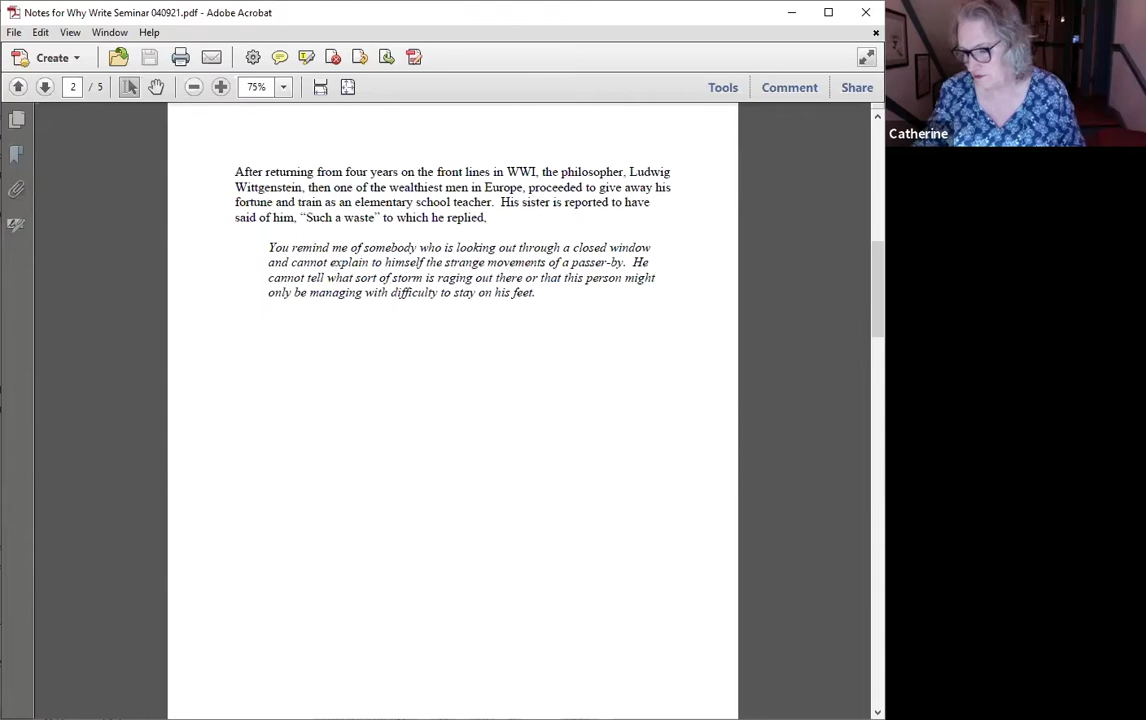 Notes for Why Write Seminar 040921.pdf - Adobe Acrobat
File Edit View Window Help
Create
2 / 5 75% Tools Comment Share
Catherine
After returning from four years on the front lines in WWI, the philosopher, Ludwig
Wittgenstein, then one of the wealthiest men in Europe, proceeded to give away his
fortune and train as an elementary school teacher. His sister is reported to have
said of him, “Such a waste” to which he replied,
You remind me of somebody who is looking out through a closed window
and cannot explain to himself the strange movements of a passer-by. He
cannot tell what sort of storm is raging out there or that this person might
only be managing with difficulty to stay on his feet.